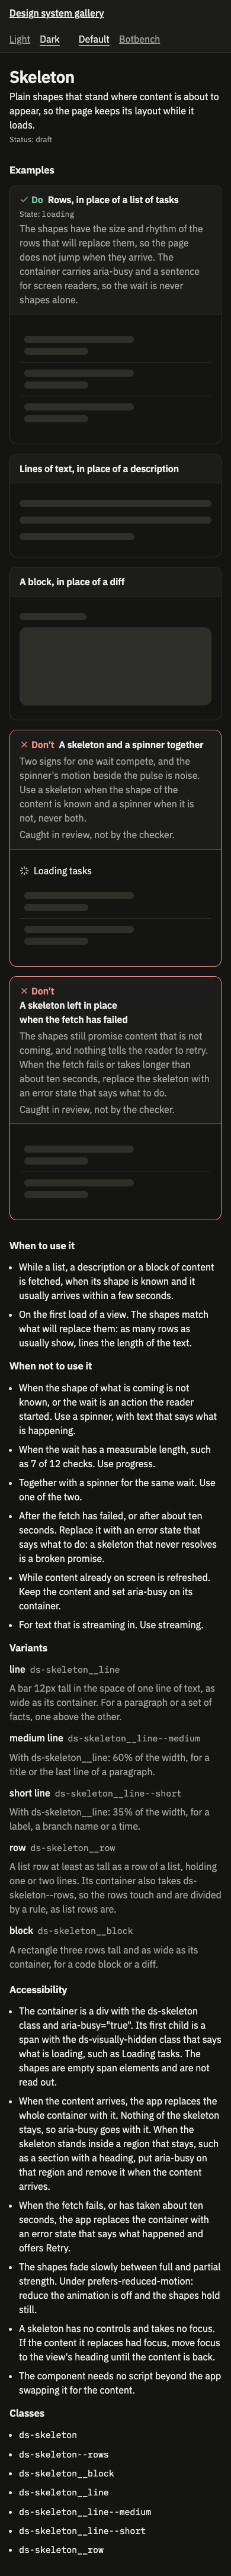 Design system gallery
Light Dark Default Botbench
Skeleton
Plain shapes that stand where content is about to
appear, so the page keeps its layout while it
loads.
Status: draft
Examples
Do Rows, in place of a list of tasks
State: loading
The shapes have the size and rhythm of the
rows that will replace them, so the page
does not jump when they arrive. The
container carries aria-busy and a sentence
for screen readers, so the wait is never
shapes alone.
Lines of text, in place of a description
A block, in place of a diff
Don't A skeleton and a spinner together
Two signs for one wait compete, and the
spinner's motion beside the pulse is noise.
Use a skeleton when the shape of the
content is known and a spinner when it is
not, never both.
Caught in review, not by the checker.
Loading tasks
Don't
A skeleton left in place
when the fetch has failed
The shapes still promise content that is not
coming, and nothing tells the reader to retry.
When the fetch fails or takes longer than
about ten seconds, replace the skeleton with
an error state that says what to do.
Caught in review, not by the checker.
When to use it
• While a list, a description or a block of content
is fetched, when its shape is known and it
usually arrives within a few seconds.
• On the first load of a view. The shapes match
what will replace them: as many rows as
usually show, lines the length of the text.
When not to use it
• When the shape of what is coming is not
known, or the wait is an action the reader
started. Use a spinner, with text that says what
is happening.
• When the wait has a measurable length, such
as 7 of 12 checks. Use progress.
• Together with a spinner for the same wait. Use
one of the two.
• After the fetch has failed, or after about ten
seconds. Replace it with an error state that
says what to do: a skeleton that never resolves
is a broken promise.
• While content already on screen is refreshed.
Keep the content and set aria-busy on its
container.
• For text that is streaming in. Use streaming.
Variants
line ds-skeleton__line
A bar 12px tall in the space of one line of text, as
wide as its container. For a paragraph or a set of
facts, one above the other.
medium line ds-skeleton__line--medium
With ds-skeleton__line: 60% of the width, for a
title or the last line of a paragraph.
short line ds-skeleton__line--short
With ds-skeleton__line: 35% of the width, for a
label, a branch name or a time.
row ds-skeleton__row
A list row at least as tall as a row of a list, holding
one or two lines. Its container also takes ds-
skeleton--rows, so the rows touch and are divided
by a rule, as list rows are.
block ds-skeleton__block
A rectangle three rows tall and as wide as its
container, for a code block or a diff.
Accessibility
• The container is a div with the ds-skeleton
class and aria-busy="true". Its first child is a
span with the ds-visually-hidden class that says
what is loading, such as Loading tasks. The
shapes are empty span elements and are not
read out.
• When the content arrives, the app replaces the
whole container with it. Nothing of the skeleton
stays, so aria-busy goes with it. When the
skeleton stands inside a region that stays, such
as a section with a heading, put aria-busy on
that region and remove it when the content
arrives.
• When the fetch fails, or has taken about ten
seconds, the app replaces the container with
an error state that says what happened and
offers Retry.
• The shapes fade slowly between full and partial
strength. Under prefers-reduced-motion:
reduce the animation is off and the shapes hold
still.
• A skeleton has no controls and takes no focus.
If the content it replaces had focus, move focus
to the view's heading until the content is back.
• The component needs no script beyond the app
swapping it for the content.
Classes
• ds-skeleton
• ds-skeleton--rows
• ds-skeleton__block
• ds-skeleton__line
• ds-skeleton__line--medium
• ds-skeleton__line--short
• ds-skeleton__row